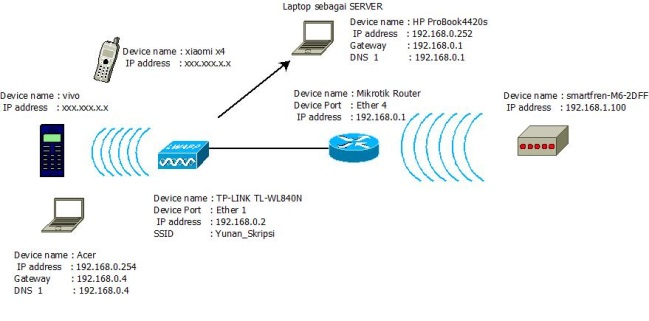 Laptop sebagai SERVER
Device name : HP ProBook4420s
IP address : 192.168.0.252
Gateway : 192.168.0.1
DNS 1 : 192.168.0.1
Device name : xiaomi x4
IP address : xxx.xxx.x.x
Device name : vivo
IP address : xxx.xxx.x.x
Device name : Mikrotik Router
Device Port : Ether 4
IP address : 192.168.0.1
Device name : smartfren-M6-2DFF
IP address : 192.168.1.100
Device name : TP-LINK TL-WL840N
Device Port : Ether 1
IP address : 192.168.0.2
SSID : Yunan_Skripsi
Device name : Acer
IP address : 192.168.0.254
Gateway : 192.168.0.4
DNS 1 : 192.168.0.4